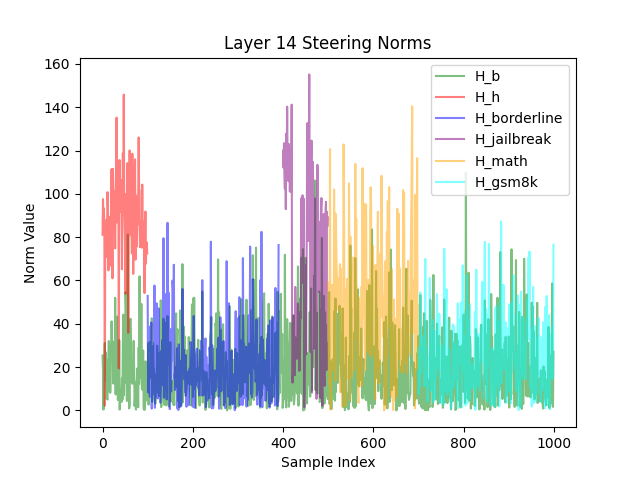 Layer 14 Steering Norms
160
140
120
100
80
60
40
20
0
Norm Value
H_b
H_h
H_borderline
H_jailbreak
H_math
H_gsm8k
0
200
400
600
800
1000
Sample Index